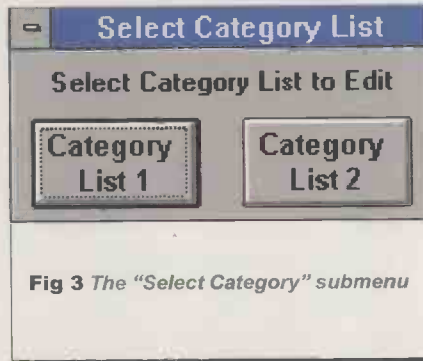 Select Category List
Select Category List to Edit
Category
List 1
Category
List 2
Fig 3 The “Select Category” submenu